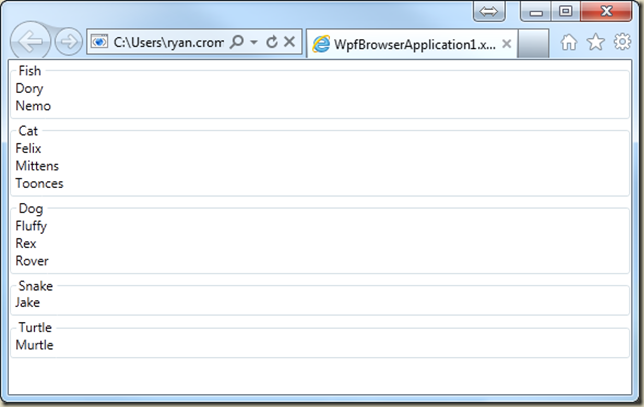 C:\Users\ryan.crom
WpfBrowserApplication1.x...
Fish
Dory
Nemo
Cat
Felix
Mittens
Toonces
Dog
Fluffy
Rex
Rover
Snake
Jake
Turtle
Murtle